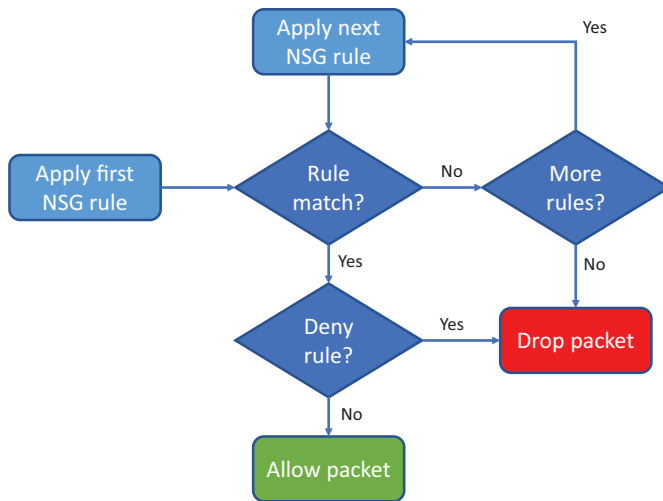 Apply next
NSG rule
Yes
Apply first
NSG rule
Rule
match?
No
More
rules?
Yes
No
Deny
rule?
Yes
Drop packet
No
Allow packet